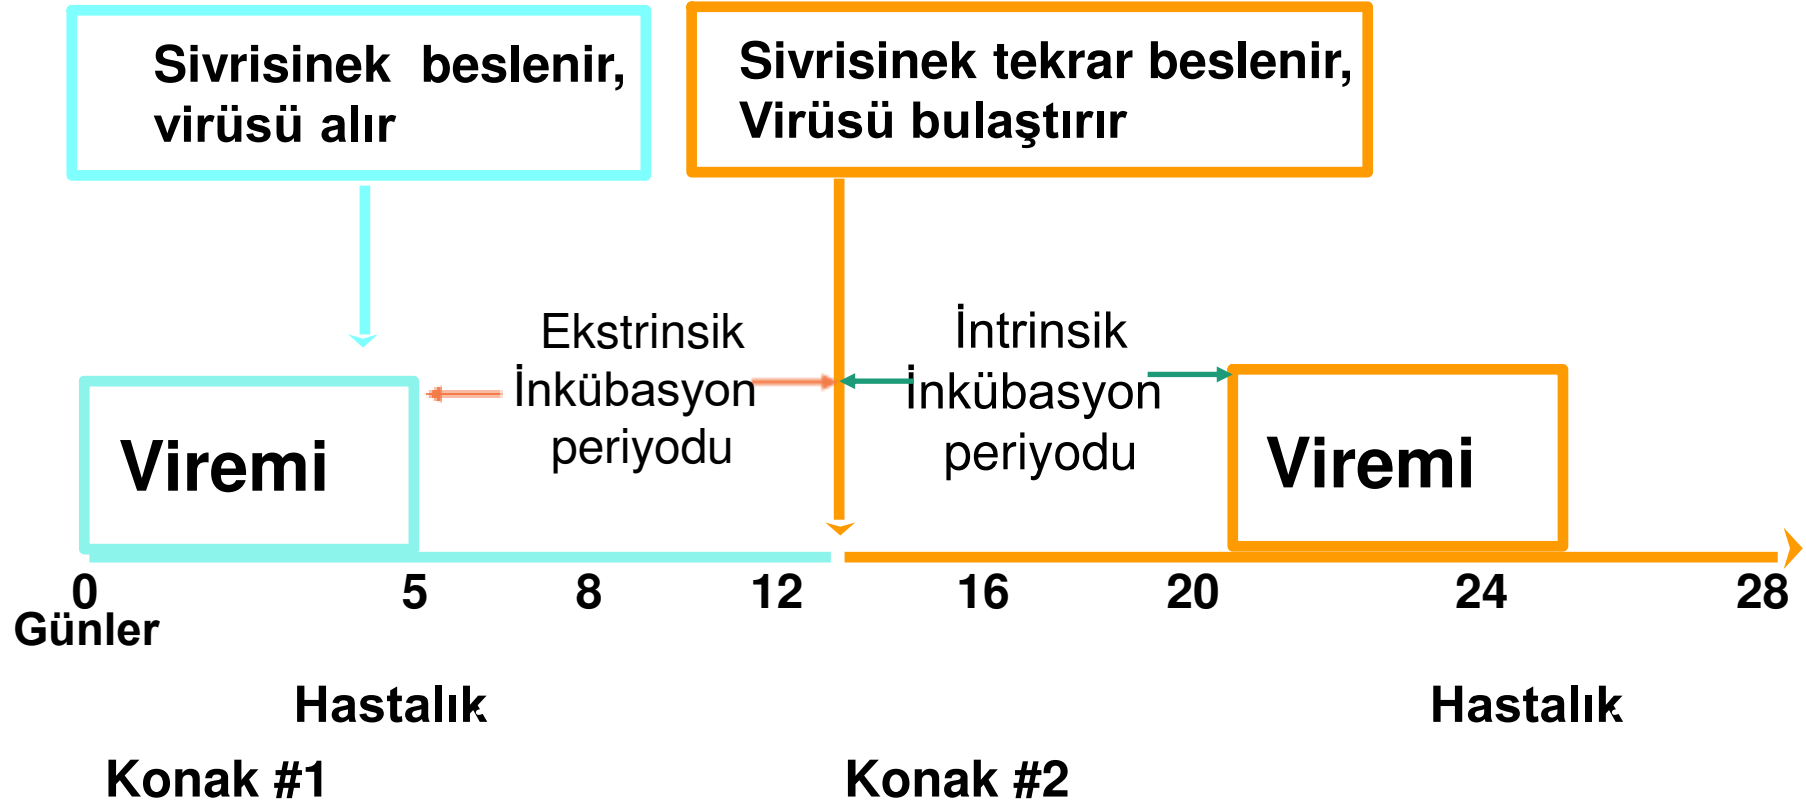 Sivrisinek beslenir,
virüsü alır
Sivrisinek tekrar beslenir,
Virüsü bulaştırır
Ekstrinsik
İnkübasyon
periyodu
İntrinsik
İnkübasyon
periyodu
Viremi
Viremi
0 5 8 12 16 20 24 28
Günler
Hastalık
Hastalık
Konak #1
Konak #2